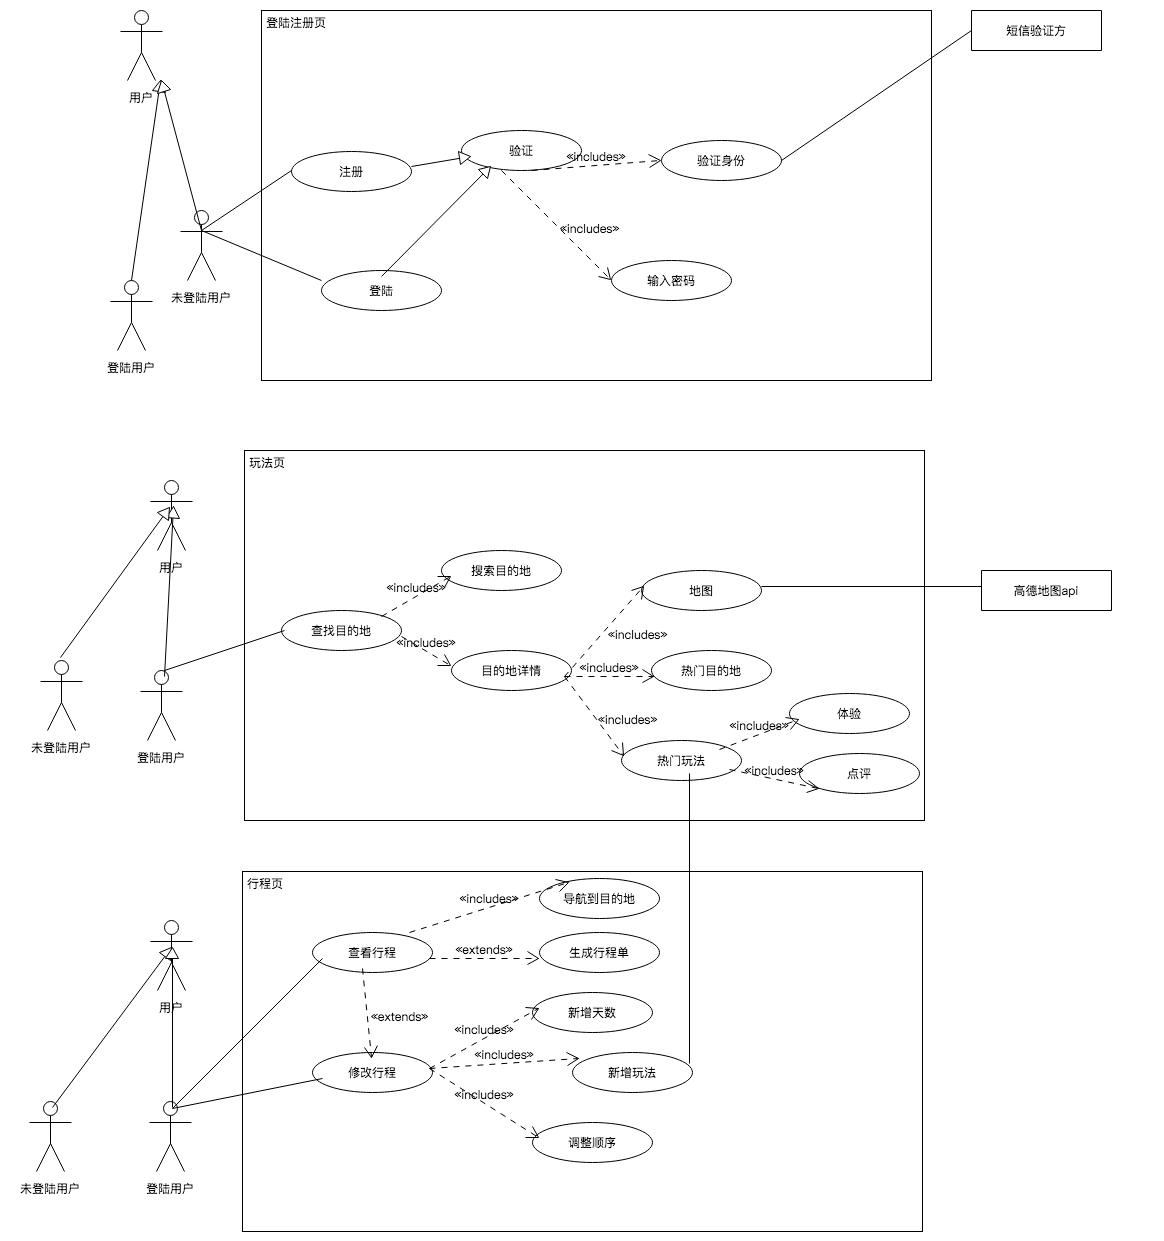 登陆注册页
短信验证方
用户
验证
«includes»
验证身份
注册
«includes»
输入密码
登陆
未登陆用户
登陆用户
玩法页
用户
搜索目的地
«includes»
地图
高德地图api
查找目的地
«includes»
«includes»
目的地详情
«includes»
热门目的地
«includes»
体验
«includes»
未登陆用户
登陆用户
热门玩法
«includes»
点评
行程页
«includes»
导航到目的地
用户
查看行程
«extends»
生成行程单
«extends»
新增天数
«includes»
«includes»
修改行程
新增玩法
«includes»
调整顺序
未登陆用户
登陆用户